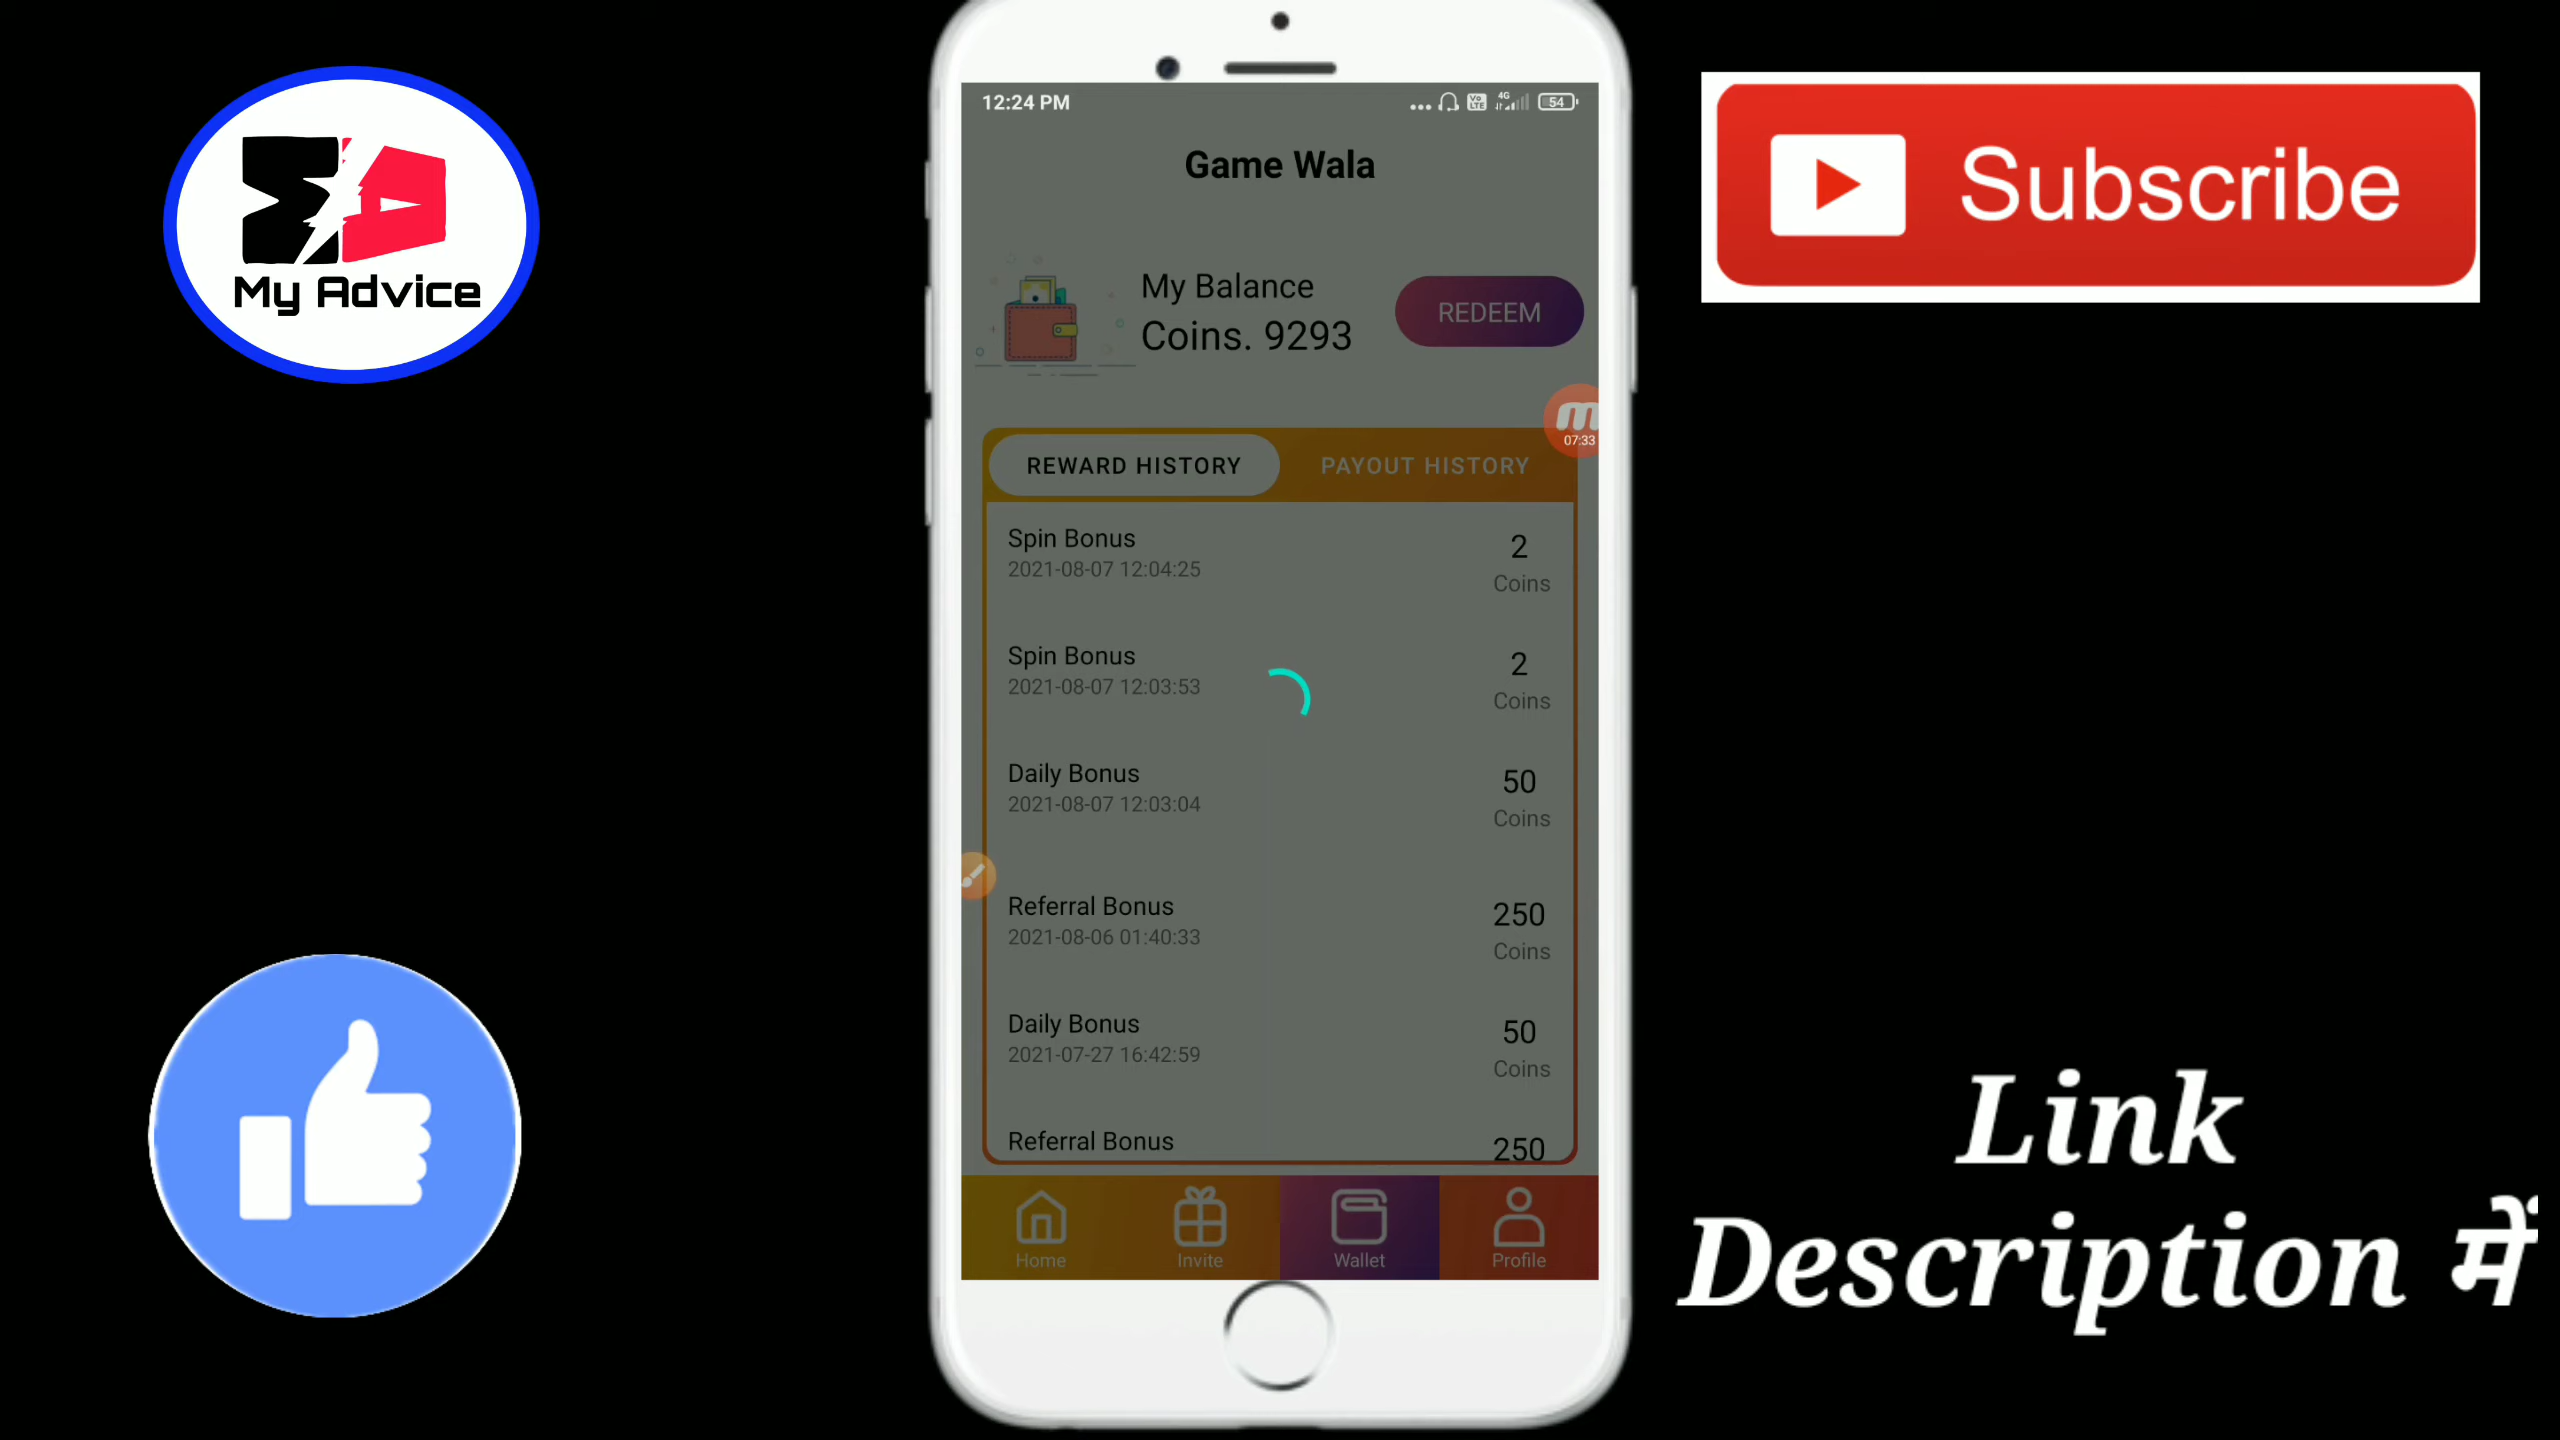 My Advice
12:24 PM
Vo LTE
4G
54
Game Wala
My Balance
Coins. 9293
REDEEM
m
07:33
REWARD HISTORY
PAYOUT HISTORY
Spin Bonus
2021-08-07 12:04:25
2
Coins
Spin Bonus
2021-08-07 12:03:53
2
Coins
Daily Bonus
2021-08-07 12:03:04
50
Coins
Referral Bonus
2021-08-06 01:40:33
250
Coins
Daily Bonus
2021-07-27 16:42:59
50
Coins
Referral Bonus
250
Home
Invite
Wallet
Profile
Subscribe
Link
Description में